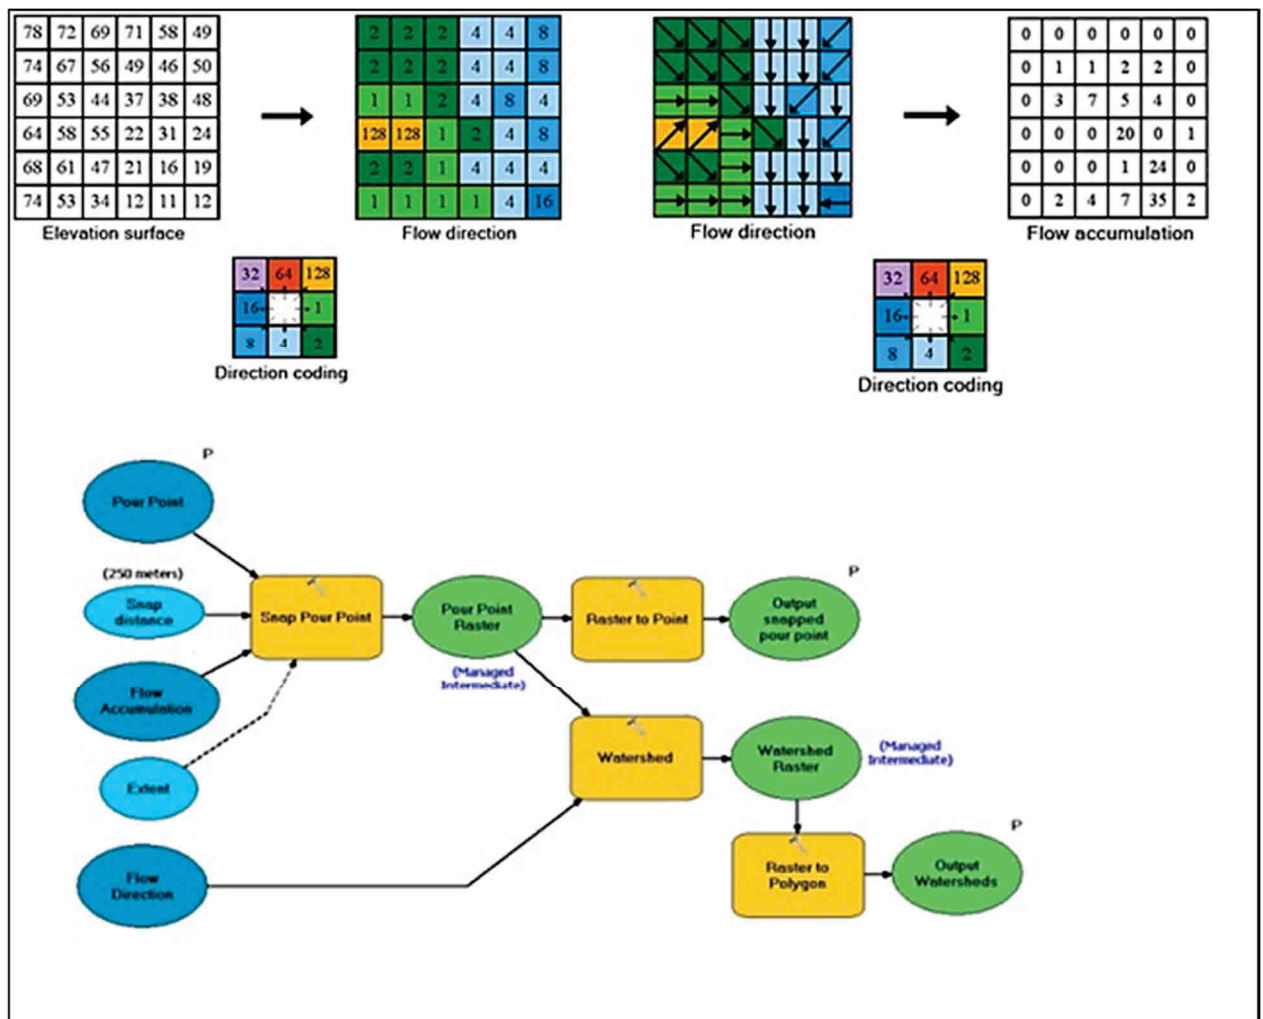 78 72 69 71 58 49
74 67 56 49 46 50
69 53 44 37 38 48
64 58 55 22 31 24
68 61 47 21 16 19
74 53 34 12 11 12
Elevation surface
2 2 2 4 4 8
2 2 2 4 4 8
1 1 2 4 8 4
128 128 1 2 4 8
2 2 1 4 4 4
1 1 1 1 4 16
Flow direction
32 64 128
16 1
8 4 2
Direction coding
Flow direction
0 0 0 0 0 0
0 1 1 2 2 0
0 3 7 5 4 0
0 0 0 20 0 1
0 0 0 1 24 0
0 2 4 7 35 2
Flow accumulation
32 64 128
16 1
8 4 2
Direction coding
P
Pour Point
(250 meters)
Snap
distance
Flow
Accumulation
Extent
Flow
Direction
Snap Pour Point
Pour Point
Raster
(Managed
Intermediate)
Raster to Point
P
Output
snapped
pour point
Watershed
Watershed
Raster
(Managed
Intermediate)
Raster to
Polygon
P
Output
Watersheds